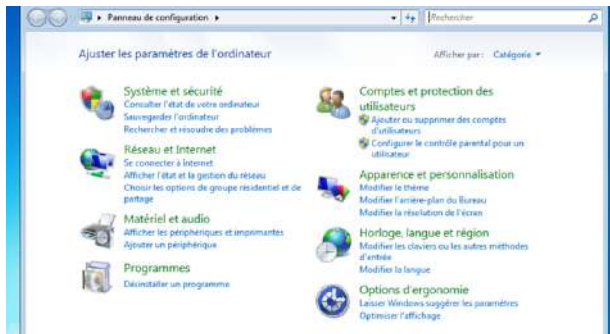 Panneau de configuration
Rechercher
Ajuster les paramètres de l'ordinateur
Afficher par : Catégorie
Système et sécurité
Consulter l'état de votre ordinateur
Sauvegarder l'ordinateur
Rechercher et résoudre des problèmes
Réseau et Internet
Se connecter à Internet
Afficher l'état et la gestion du réseau
Choisir les options de groupe résidentiel et de
partage
Matériel et audio
Afficher les périphériques et imprimantes
Ajouter un périphérique
Programmes
Désinstaller un programme
Comptes et protection des
utilisateurs
Ajouter ou supprimer des comptes
d'utilisateurs
Configurer le contrôle parental pour un
utilisateur
Apparence et personnalisation
Modifier le thème
Modifier l'arrière-plan du Bureau
Modifier la résolution de l'écran
Horloge, langue et région
Modifier les claviers ou les autres méthodes
d'entrée
Modifier la langue
Options d'ergonomie
Laisser Windows suggérer les paramètres
Optimiser l'affichage